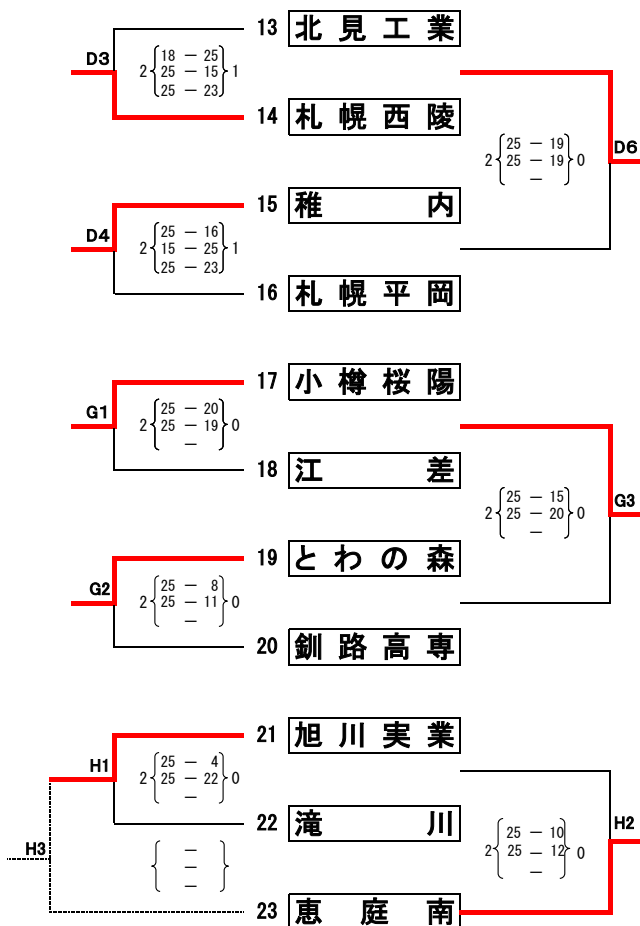 13 北見工業
D3
18 － 25
2 25 － 15 1
25 － 23
14 札幌西陵
25 － 19
2 25 － 19 0
－
D6
15 稚内
D4
25 － 16
2 15 － 25 1
25 － 23
16 札幌平岡
17 小樽桜陽
G1
25 － 20
2 25 － 19 0
－
18 江差
25 － 15
2 25 － 20 0
－
G3
19 とわの森
G2
25 － 8
2 25 － 11 0
－
20 釧路高専
21 旭川実業
H1
25 － 4
2 25 － 22 0
－
22 滝川
25 － 10
2 25 － 12 0
－
H2
H3
－
－
－
23 恵庭南